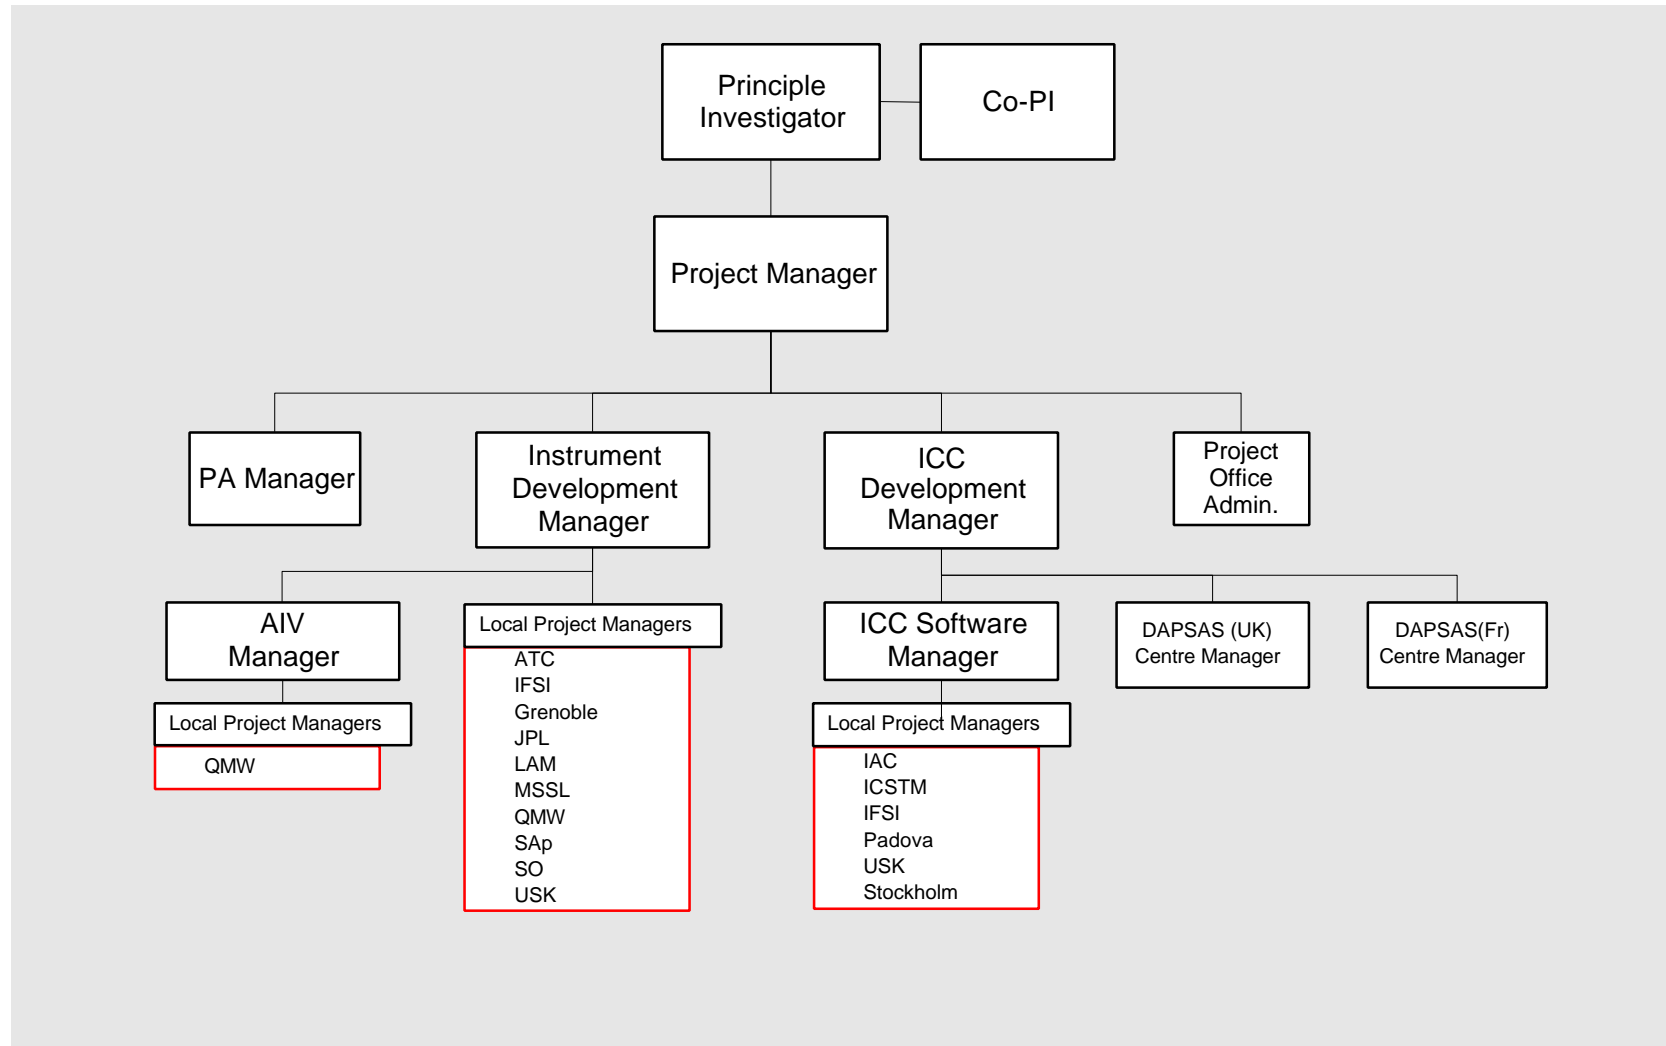 Principle
Investigator
Co-PI
Project Manager
PA Manager
Instrument
Development
Manager
ICC
Development
Manager
Project
Office
Admin.
AIV
Manager
Local Project Managers
QMW
Local Project Managers
ATC
IFSI
Grenoble
JPL
LAM
MSSL
QMW
SAp
SO
USK
ICC Software
Manager
Local Project Managers
IAC
ICSTM
IFSI
Padova
USK
Stockholm
DAPSAS (UK)
Centre Manager
DAPSAS(Fr)
Centre Manager